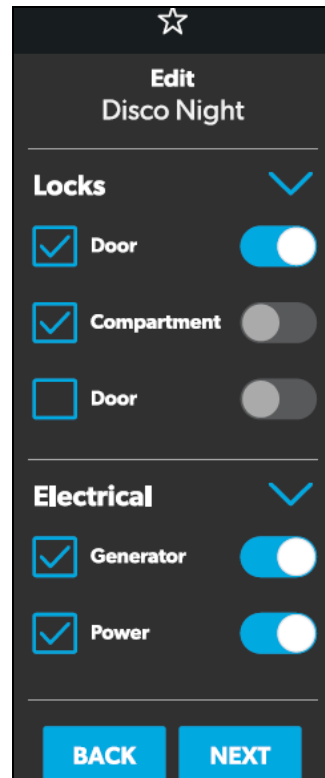 Edit
Disco Night
Locks
Door
Compartment
Door
Electrical
Generator
Power
BACK NEXT